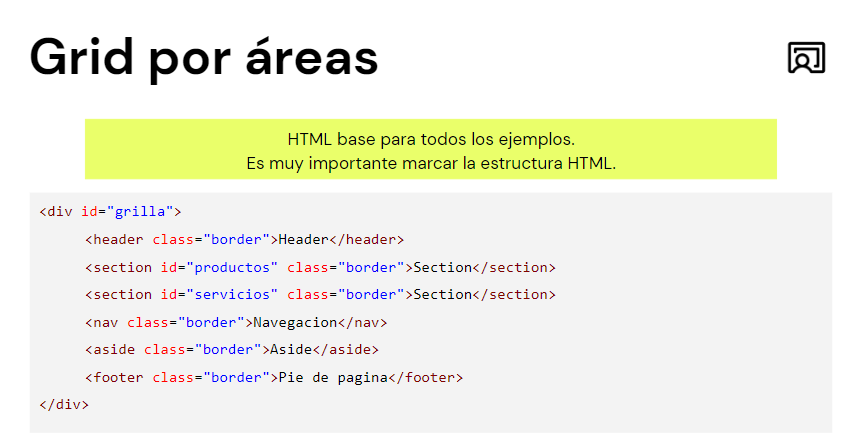 Grid por áreas
HTML base para todos los ejemplos.
Es muy importante marcar la estructura HTML.
<div id="grilla">
<header class="border">Header</header>
<section id="productos" class="border">Section</section>
<section id="servicios" class="border">Section</section>
<nav class="border">Navegacion</nav>
<aside class="border">Aside</aside>
<footer class="border">Pie de pagina</footer>
</div>